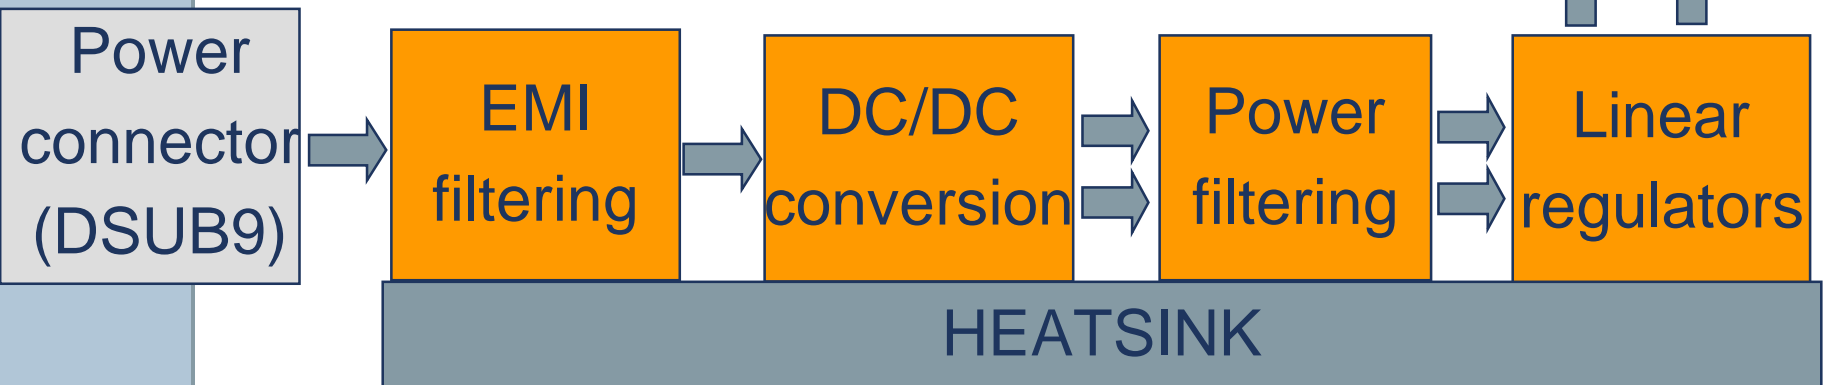 Power
connector
(DSUB9)
EMI
filtering
DC/DC
conversion
Power
filtering
Linear
regulators
HEATSINK